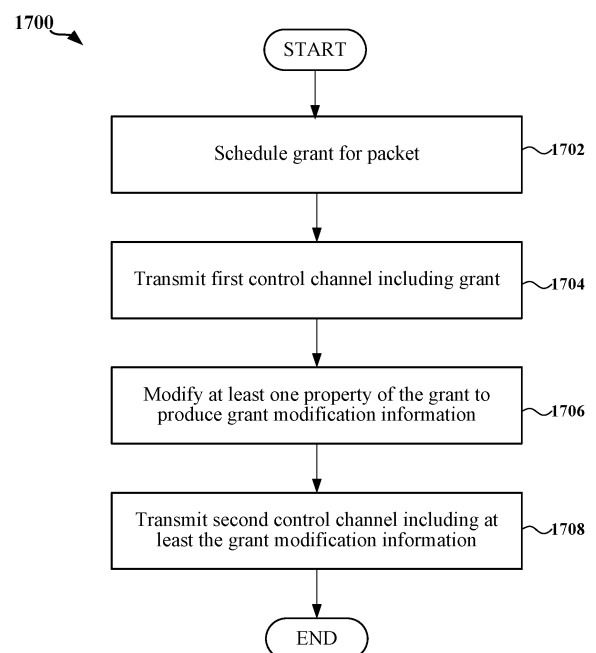 1700
START
Schedule grant for packet
1702
Transmit first control channel including grant
1704
Modify at least one property of the grant to
produce grant modification information
1706
Transmit second control channel including at
least the grant modification information
1708
END